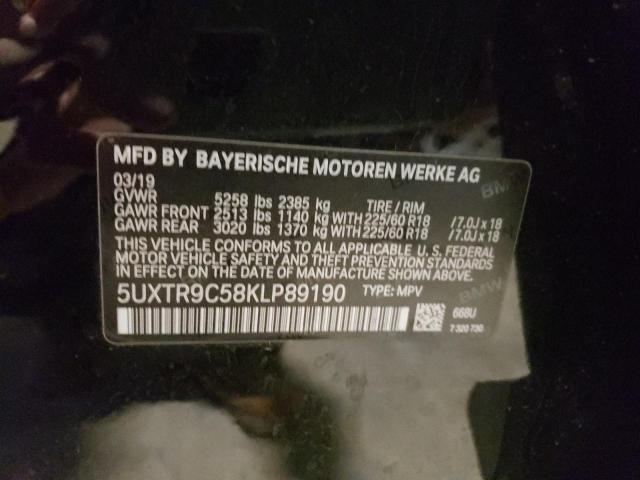 MFD BY BAYERISCHE MOTOREN WERKE AG
03/19
GVWR 5258 lbs 2385 kg TIRE / RIM
GAWR FRONT 2513 lbs 1140 kg WITH 225/60 R18 /7.0J x 18
GAWR REAR 3020 lbs 1370 kg WITH 225/60 R18 /7.0J x 18
THIS VEHICLE CONFORMS TO ALL APPLICABLE U. S. FEDERAL
MOTOR VEHICLE SAFETY AND THEFT PREVENTION STANDARDS
IN EFFECT ON THE DATE OF MANUFACTURE SHOWN ABOVE.
5UXTR9C58KLP89190 TYPE: MPV
668U
7 320 730
BMW
BMW